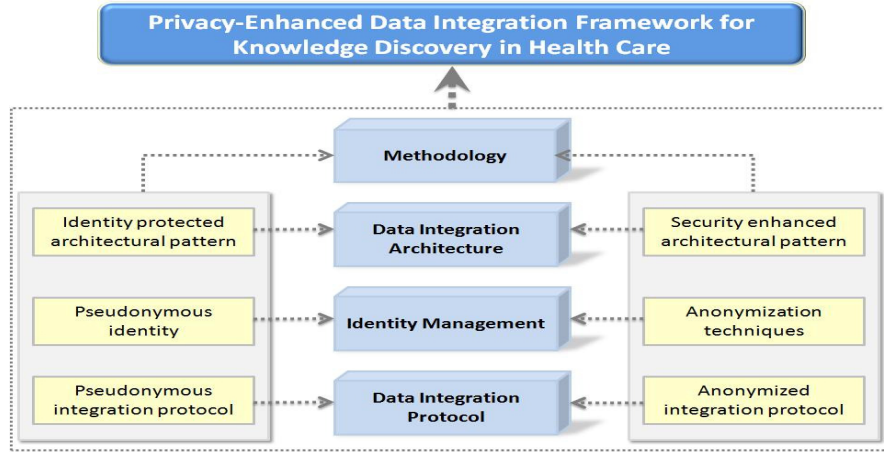 Privacy-Enhanced Data Integration Framework for
Knowledge Discovery in Health Care
Methodology
Identity protected
architectural pattern
Data Integration
Architecture
Security enhanced
architectural pattern
Pseudonymous
identity
Identity Management
Anonymization
techniques
Pseudonymous
integration protocol
Data Integration
Protocol
Anonymized
integration protocol